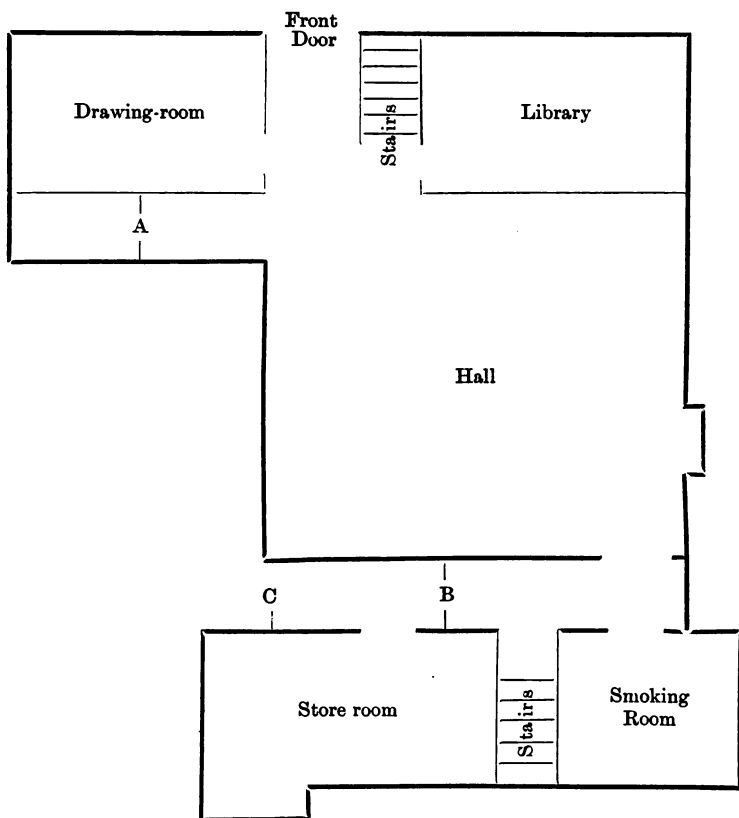 Front
Door
Drawing-room
Stairs
Library
A
Hall
C
B
Store room
Stairs
Smoking
Room